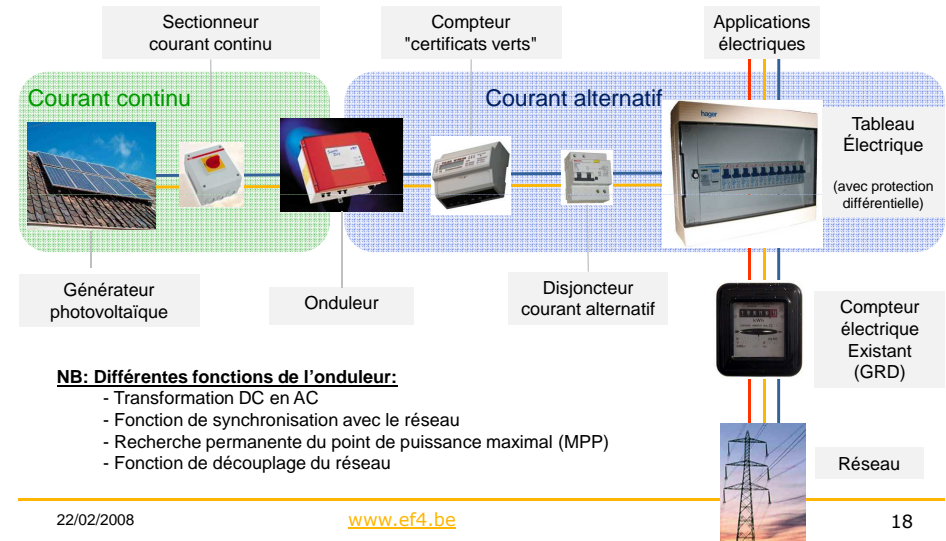 Sectionneur
courant continu
Compteur
"certificats verts"
Applications
électriques
Courant continu
Courant alternatif
hager
Tableau
Électrique
(avec protection
différentielle)
Générateur
photovoltaïque
Onduleur
Disjoncteur
courant alternatif
kWh
Compteur
électrique
Existant
(GRD)
NB: Différentes fonctions de l'onduleur:
- Transformation DC en AC
- Fonction de synchronisation avec le réseau
- Recherche permanente du point de puissance maximal (MPP)
- Fonction de découplage du réseau
Réseau
22/02/2008
www.ef4.be
18